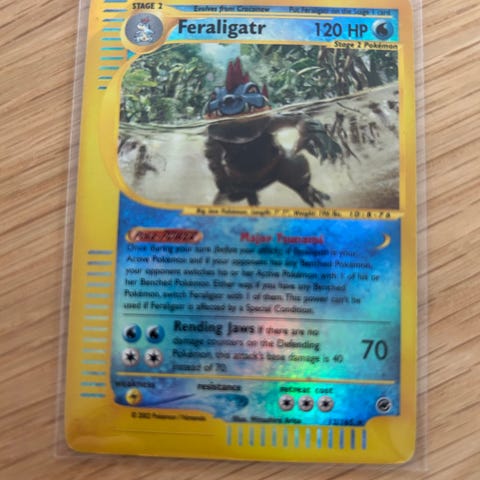 STAGE 2
Evolves from Croconaw
Put Feraligatr on the Stage 1 card
Feraligatr
120 HP
Stage 2 Pokémon
Big Jaw Pokémon. Length: Weight: 196 lbs. 10-8-76
POKé-POWER Major Tsunami
Once during your turn (before your attack), if Feraligatr is your
Active Pokémon and if your opponent has any Benched Pokémon,
your opponent switches his or her Active Pokémon with 1 of his or
her Benched Pokémon. Either way, if you have any Benched
Pokémon, switch Feraligatr with 1 of them. This power can't be
used if Feraligatr is affected by a Special Condition.
Rending Jaws If there are no
damage counters on the Defending
Pokémon, this attack's base damage is 40
instead of 70.
70
weakness
resistance
retreat cost
© 2002 Pokémon / Nintendo
Illus. Mitsuhiro Arita